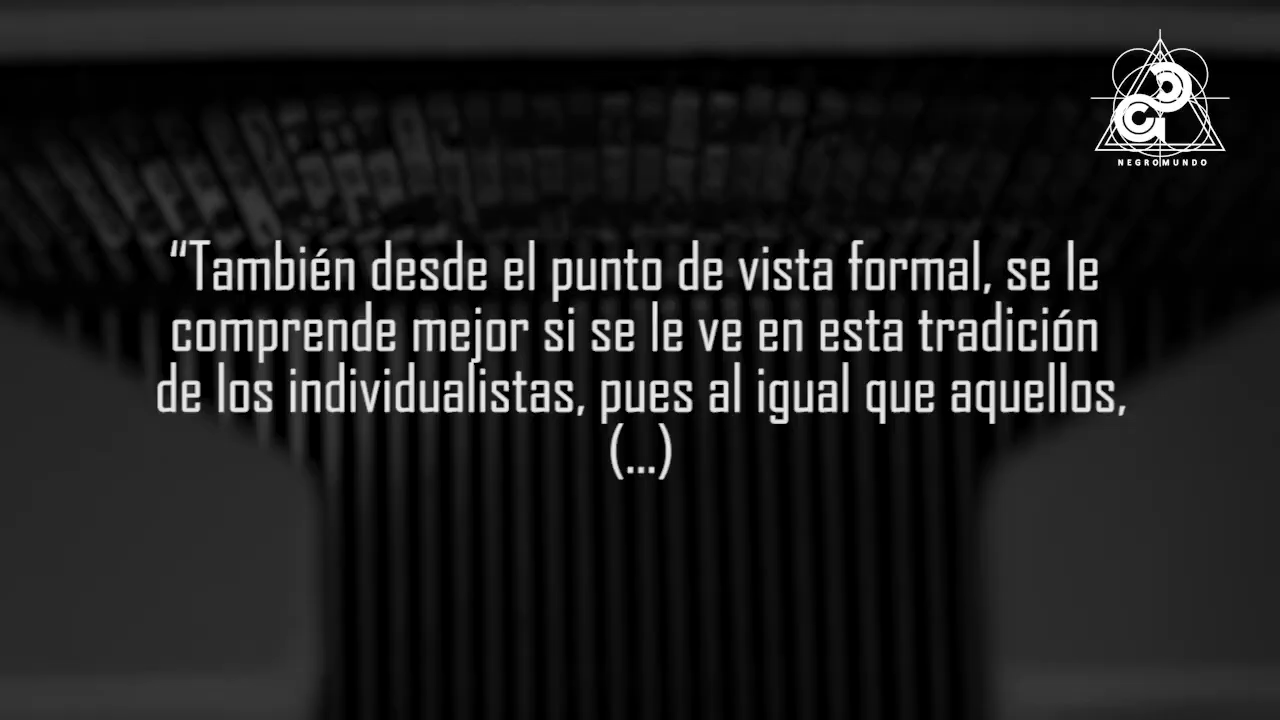 NEGROMUNDO
“También desde el punto de vista formal, se le
comprende mejor si se le ve en esta tradición
de los individualistas, pues al igual que aquellos,
(...)